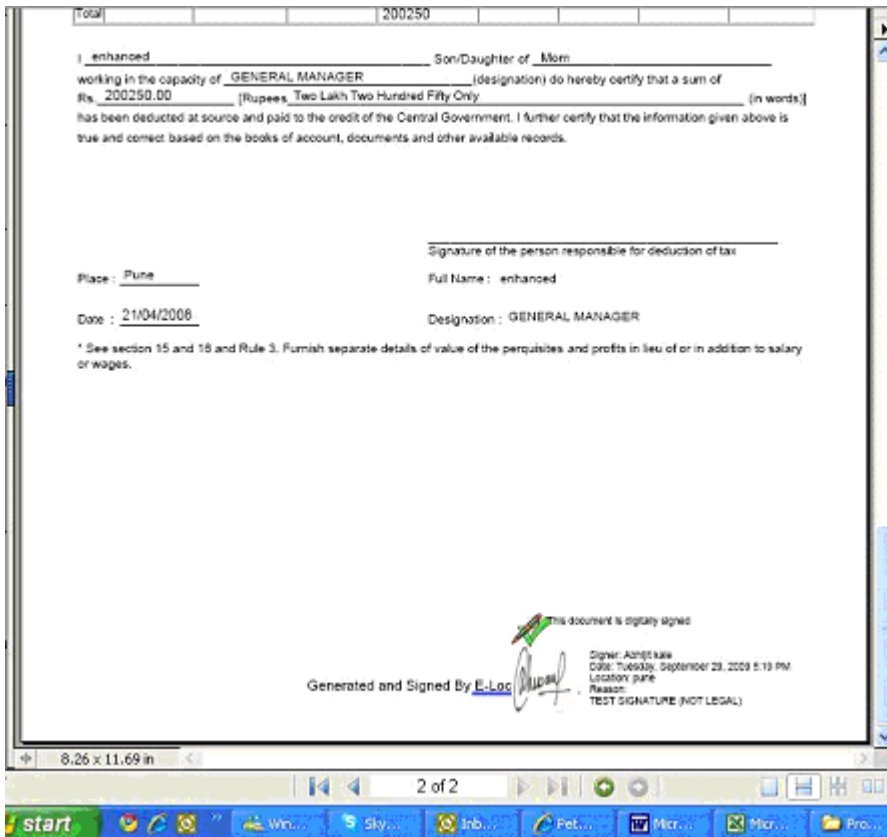 Total 200250
I enhanced Son/Daughter of Mom
working in the capacity of GENERAL MANAGER (designation) do hereby certify that a sum of
Rs. 200250.00 [Rupees Two Lakh Two Hundred Fifty Only (in words)]
has been deducted at source and paid to the credit of the Central Government. I further certify that the information given above is
true and correct based on the books of account, documents and other available records.
Signature of the person responsible for deduction of tax
Place : Pune Full Name : enhanced
Date : 21/04/2008 Designation : GENERAL MANAGER
* See section 15 and 16 and Rule 3. Furnish separate details of value of the perquisites and profits in lieu of or in addition to salary
or wages.
This document is digitally signed
Signer: Abhijit kale
Date: Tuesday, September 29, 2009 5:19 PM
Location: pune
Reason:
TEST SIGNATURE (NOT LEGAL)
Generated and Signed By E-Loc
8.26 x 11.69 in
2 of 2
start Win... Sky... Inb... Pet... Micr... Micr... Pro...